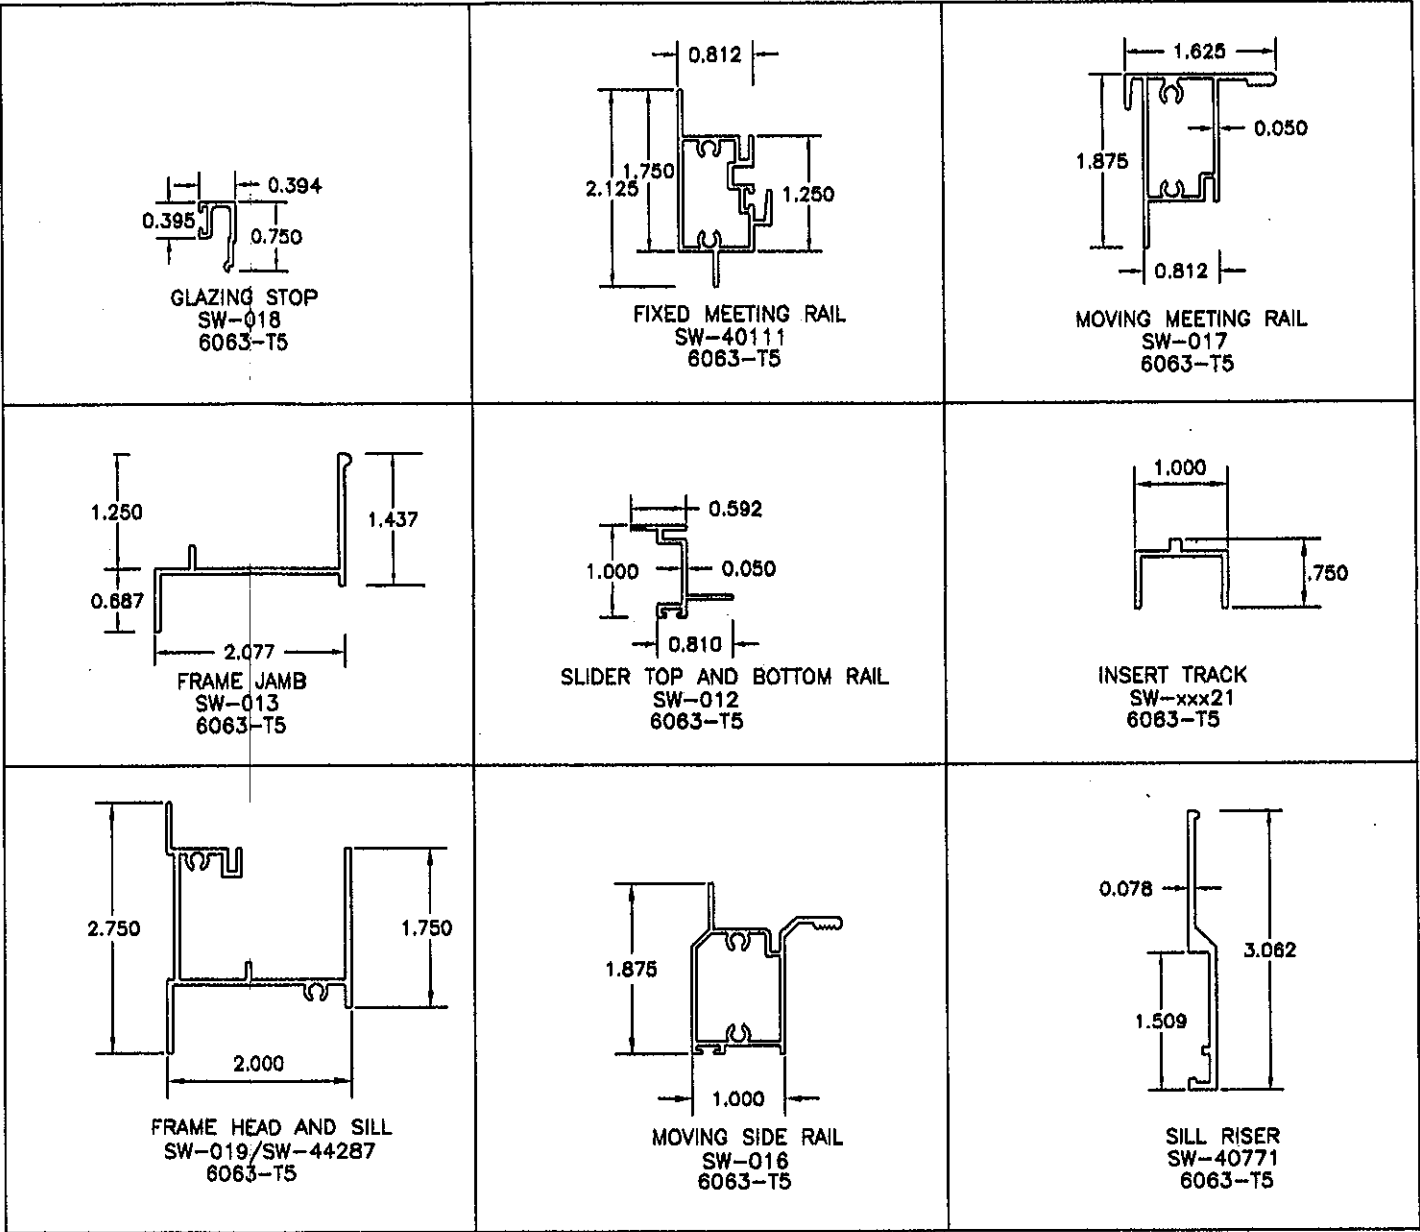 0.394
0.395
0.750
GLAZING STOP
SW-018
6063-T5
0.812
1.750
2.125
1.250
FIXED MEETING RAIL
SW-40111
6063-T5
1.625
0.050
1.875
0.812
MOVING MEETING RAIL
SW-017
6063-T5
1.250
1.437
0.687
2.077
FRAME JAMB
SW-013
6063-T5
0.592
1.000
0.050
0.810
SLIDER TOP AND BOTTOM RAIL
SW-012
6063-T5
1.000
.750
INSERT TRACK
SW-xxx21
6063-T5
2.750
1.750
2.000
FRAME HEAD AND SILL
SW-019/SW-44287
6063-T5
1.875
1.000
MOVING SIDE RAIL
SW-016
6063-T5
0.078
3.062
1.509
SILL RISER
SW-40771
6063-T5